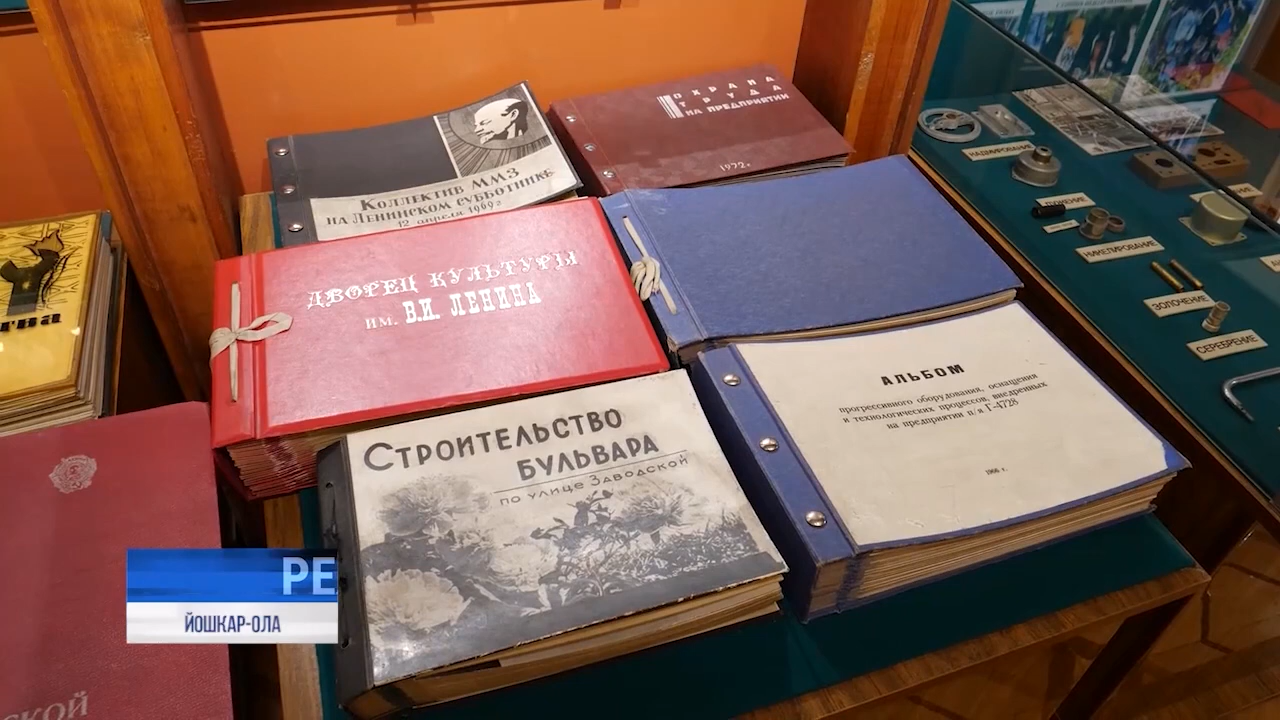 КОЛЛЕКТИВ ММЗ
НА ЛЕНИНСКОМ СУББОТНИКЕ
12 апреля 1969 г
ОХРАНА
ТРУДА
НА ПРЕДПРИЯТИИ
1972 г.
ДВОРЕЦ КУЛЬТУРЫ
ИМ. В.И. ЛЕНИНА
СТРОИТЕЛЬСТВО
БУЛЬВАРА
ПО УЛИЦЕ ЗАВОДСКОЙ
АЛЬБОМ
прогрессивного оборудования, оснащения
и технологических процессов, внедренных
на предприятии п/я Г-4728
1966 г.
НИКЕЛИРОВАНИЕ
ЗОЛОЧЕНИЕ
СЕРЕБРЕНИЕ
РЕ
ЙОШКАР-ОЛА